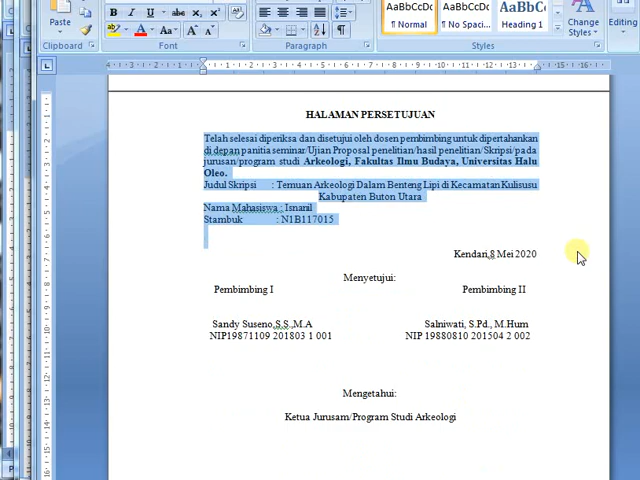 Paste
Clipboard
B I U
Aa
Font
Paragraph
AaBbCcDc AaBbCcDc AaBbC
¶ Normal ¶ No Spaci... Heading 1
Change
Styles
Styles
Editing
HALAMAN PERSETUJUAN
Telah selesai diperiksa dan disetujui oleh dosen pembimbing untuk dipertahankan
di depan panitia seminar/Ujian Proposal penelitian/hasil penelitian/Skripsi/pada
jurusan/program studi Arkeologi, Fakultas Ilmu Budaya, Universitas Halu
Oleo.
Judul Skripsi : Temuan Arkeologi Dalam Benteng Lipi di Kecamatan Kulisusu
Kabupaten Buton Utara
Nama Mahasiswa : Isnaril
Stambuk : N1B117015
Kendari,8 Mei 2020
Menyetujui:
Pembimbing I Pembimbing II
Sandy Suseno,S.S.,M.A Salniwati, S.Pd., M.Hum
NIP19871109 201803 1 001 NIP 19880810 201504 2 002
Mengetahui:
Ketua Jurusam/Program Studi Arkeologi